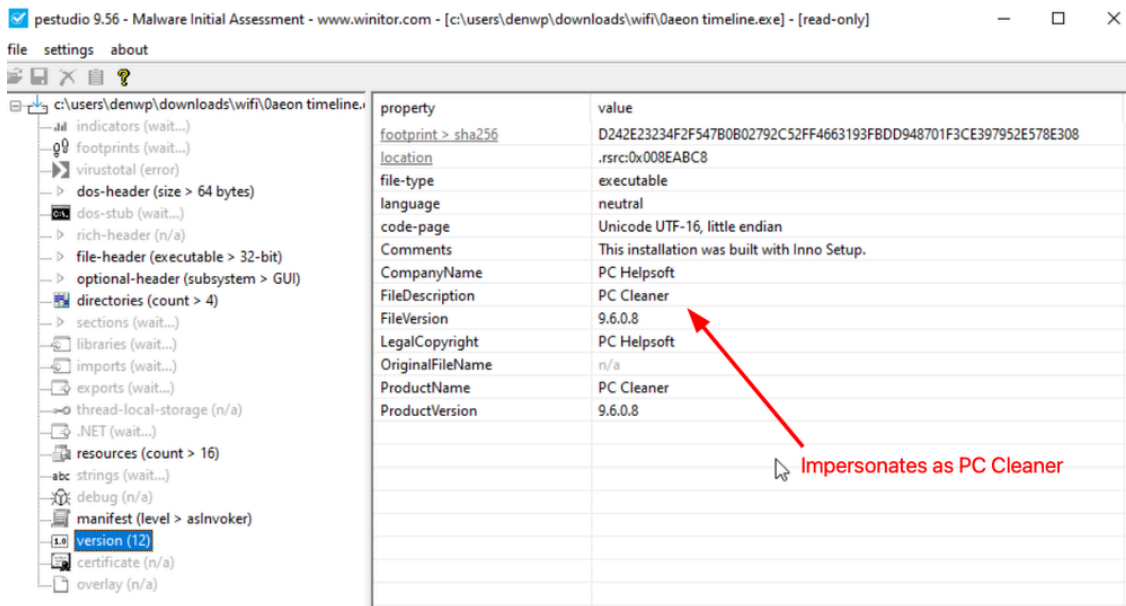 pestudio 9.56 - Malware Initial Assessment - www.winitor.com - [c:\users\denwp\downloads\wifi\0aeon timeline.exe] - [read-only]
file settings about
c:\users\denwp\downloads\wifi\0aeon timeline.e
indicators (wait...)
footprints (wait...)
virustotal (error)
dos-header (size > 64 bytes)
dos-stub (wait...)
rich-header (n/a)
file-header (executable > 32-bit)
optional-header (subsystem > GUI)
directories (count > 4)
sections (wait...)
libraries (wait...)
imports (wait...)
exports (wait...)
thread-local-storage (n/a)
.NET (wait...)
resources (count > 16)
abc strings (wait...)
debug (n/a)
manifest (level > asInvoker)
1.0 version (12)
certificate (n/a)
overlay (n/a)
property value
footprint > sha256 D242E23234F2F547B0B02792C52FF4663193FBDD948701F3CE397952E578E308
location .rsrc:0x008EABC8
file-type executable
language neutral
code-page Unicode UTF-16, little endian
Comments This installation was built with Inno Setup.
CompanyName PC Helpsoft
FileDescription PC Cleaner
FileVersion 9.6.0.8
LegalCopyright PC Helpsoft
OriginalFileName n/a
ProductName PC Cleaner
ProductVersion 9.6.0.8
Impersonates as PC Cleaner